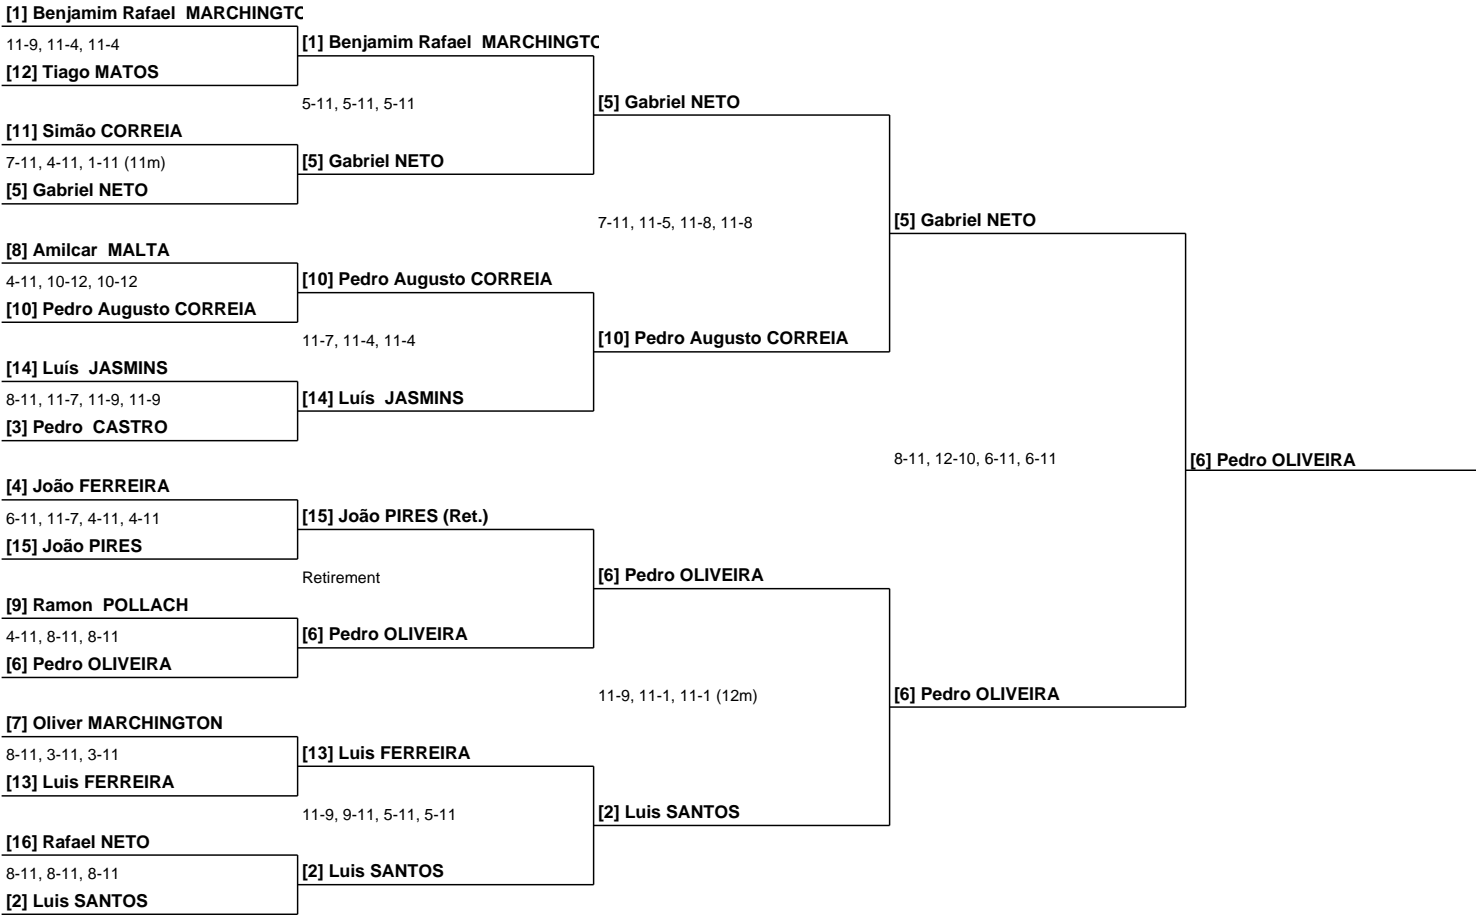 [1] Benjamim Rafael  MARCHINGTO
11-9, 11-4, 11-4
[12] Tiago MATOS
[11] Simão CORREIA
7-11, 4-11, 1-11 (11m)
[5] Gabriel NETO
[8] Amilcar  MALTA
4-11, 10-12, 10-12
[10] Pedro Augusto CORREIA
[14] Luís  JASMINS
8-11, 11-7, 11-9, 11-9
[3] Pedro  CASTRO
[4] João FERREIRA
6-11, 11-7, 4-11, 4-11
[15] João PIRES
[9] Ramon  POLLACH
4-11, 8-11, 8-11
[6] Pedro OLIVEIRA
[7] Oliver MARCHINGTON
8-11, 3-11, 3-11
[13] Luis FERREIRA
[16] Rafael NETO
8-11, 8-11, 8-11
[2] Luis SANTOS
[1] Benjamim Rafael  MARCHINGTO
5-11, 5-11, 5-11
[5] Gabriel NETO
[10] Pedro Augusto CORREIA
11-7, 11-4, 11-4
[14] Luís  JASMINS
[15] João PIRES (Ret.)
Retirement
[6] Pedro OLIVEIRA
[13] Luis FERREIRA
11-9, 9-11, 5-11, 5-11
[2] Luis SANTOS
[5] Gabriel NETO
7-11, 11-5, 11-8, 11-8
[10] Pedro Augusto CORREIA
[6] Pedro OLIVEIRA
11-9, 11-1, 11-1 (12m)
[2] Luis SANTOS
[5] Gabriel NETO
8-11, 12-10, 6-11, 6-11
[6] Pedro OLIVEIRA
[6] Pedro OLIVEIRA